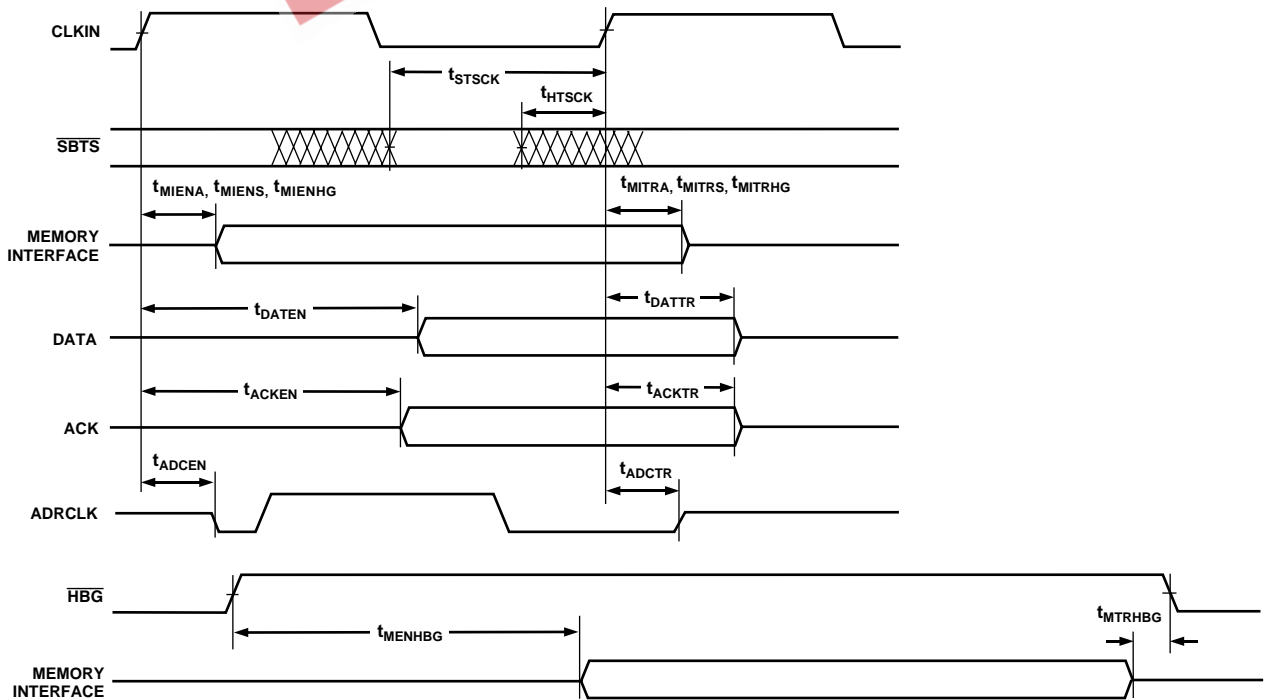 CLKIN
tSTSCK
tHTSCK
SBTS
tMIENA, tMIENS, tMIENHG
tMITRA, tMITRS, tMITRHG
MEMORY
INTERFACE
tDATEN
tDATTR
DATA
tACKEN
tACKTR
ACK
tADCEN
tADCTR
ADRCLK
HBG
tMENHBG
tMTRHBG
MEMORY
INTERFACE